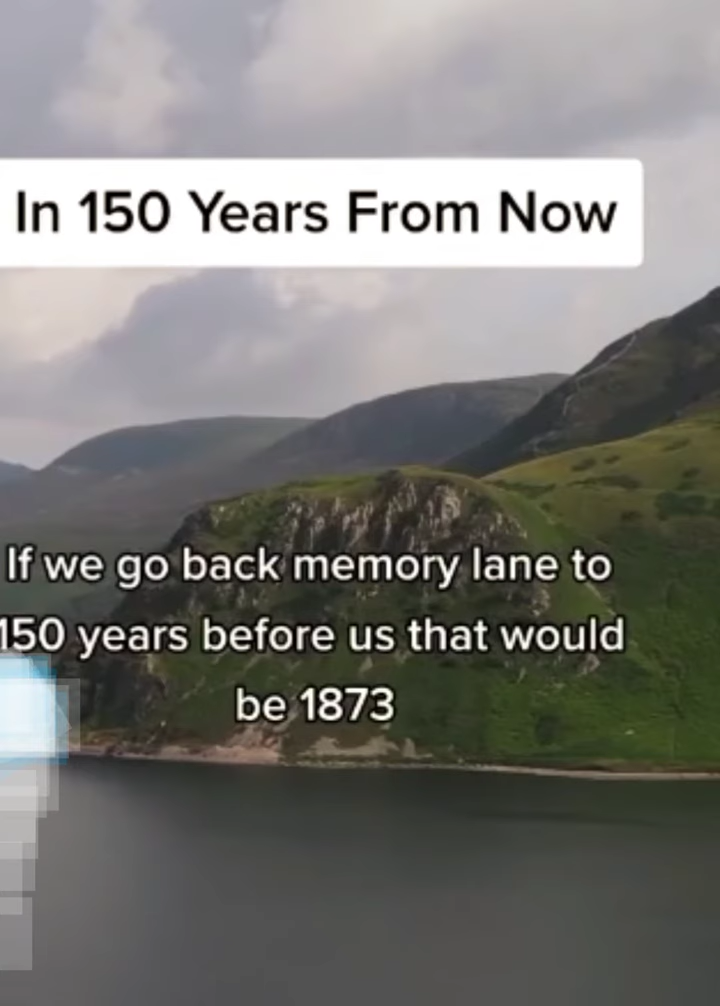 In 150 Years From Now
If we go back memory lane to
150 years before us that would
be 1873